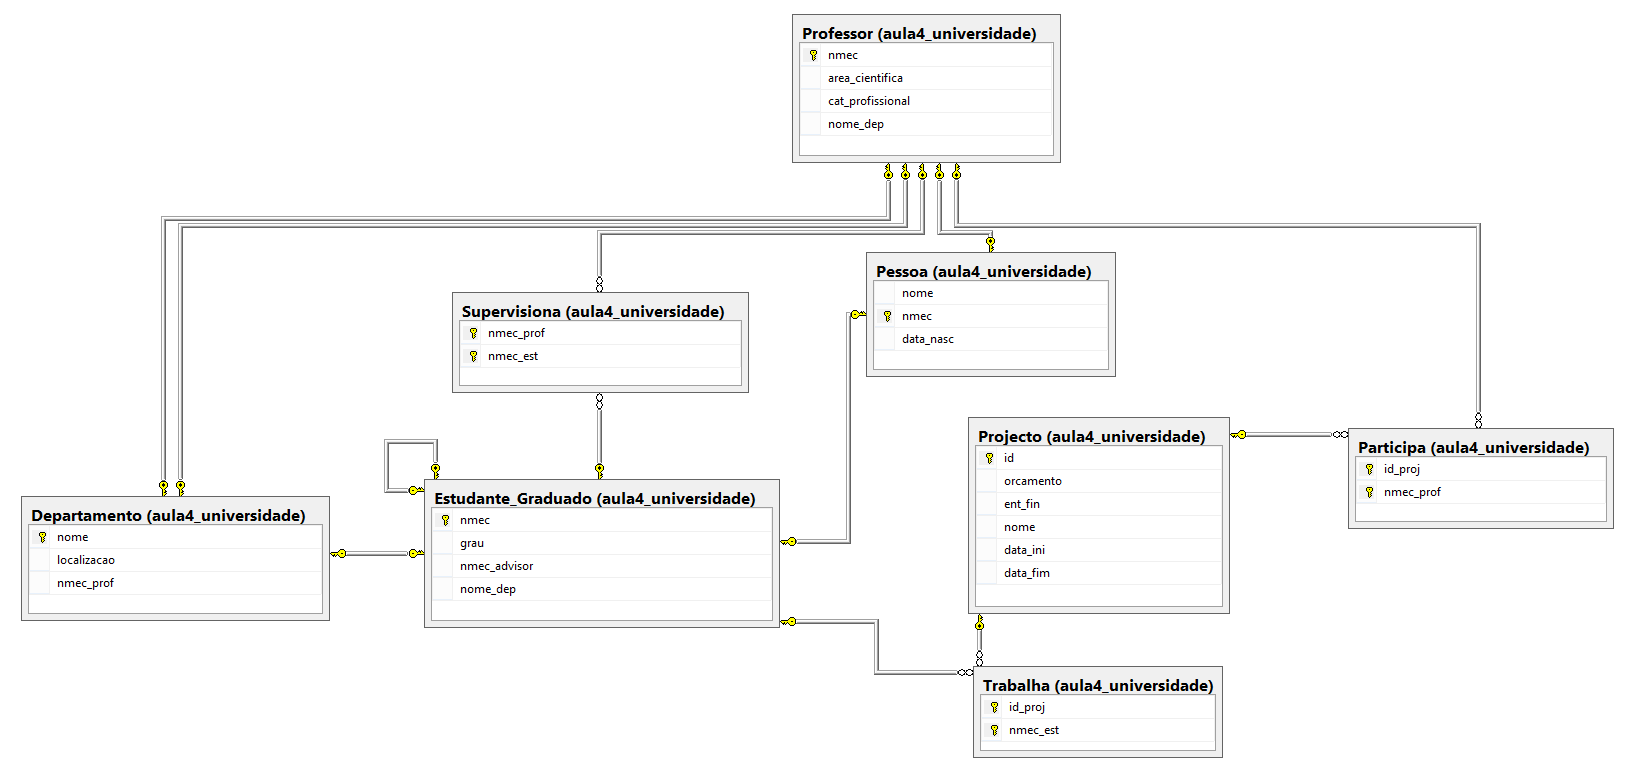 Professor (aula4_universidade)
nmec
area_cientifica
cat_profissional
nome_dep
Pessoa (aula4_universidade)
nome
nmec
data_nasc
Supervisiona (aula4_universidade)
nmec_prof
nmec_est
Projecto (aula4_universidade)
id
orcamento
ent_fin
nome
data_ini
data_fim
Participa (aula4_universidade)
id_proj
nmec_prof
Estudante_Graduado (aula4_universidade)
nmec
grau
nmec_advisor
nome_dep
Departamento (aula4_universidade)
nome
localizacao
nmec_prof
Trabalha (aula4_universidade)
id_proj
nmec_est